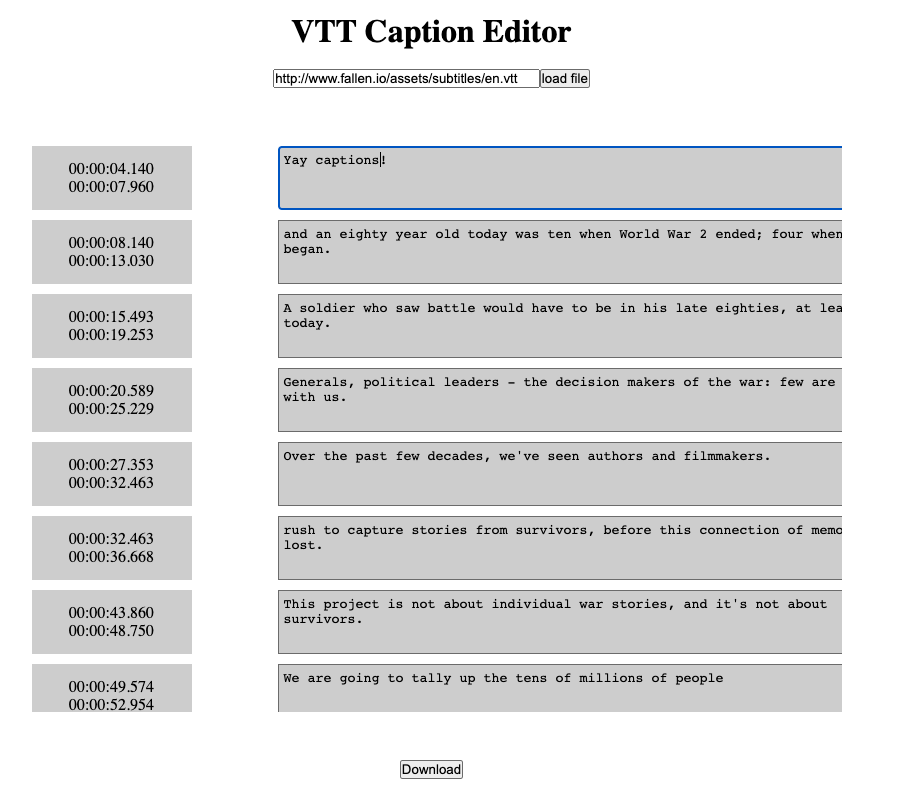 VTT Caption Editor
http://www.fallen.io/assets/subtitles/en.vtt load file
00:00:04.140
00:00:07.960
Yay captions!
00:00:08.140
00:00:13.030
and an eighty year old today was ten when World War 2 ended; four when
began.
00:00:15.493
00:00:19.253
A soldier who saw battle would have to be in his late eighties, at lea
today.
00:00:20.589
00:00:25.229
Generals, political leaders - the decision makers of the war: few are
with us.
00:00:27.353
00:00:32.463
Over the past few decades, we've seen authors and filmmakers.
00:00:32.463
00:00:36.668
rush to capture stories from survivors, before this connection of memo
lost.
00:00:43.860
00:00:48.750
This project is not about individual war stories, and it's not about
survivors.
00:00:49.574
00:00:52.954
We are going to tally up the tens of millions of people
Download